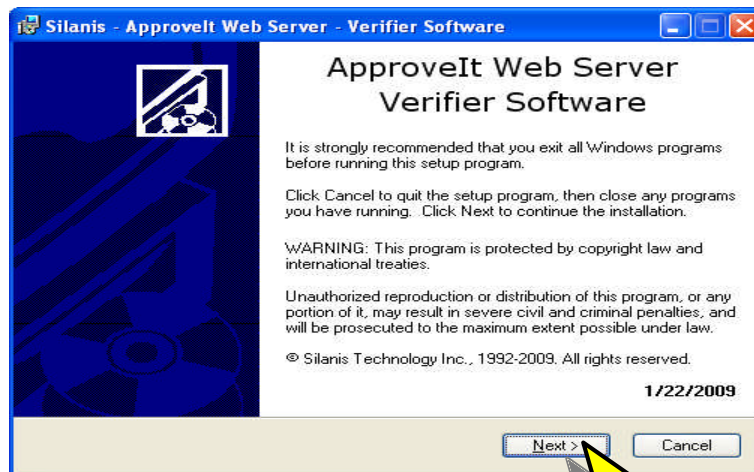 Silanis - ApproveIt Web Server - Verifier Software
ApproveIt Web Server
Verifier Software
It is strongly recommended that you exit all Windows programs
before running this setup program.
Click Cancel to quit the setup program, then close any programs
you have running. Click Next to continue the installation.
WARNING: This program is protected by copyright law and
international treaties.
Unauthorized reproduction or distribution of this program, or any
portion of it, may result in severe civil and criminal penalties, and
will be prosecuted to the maximum extent possible under law.
© Silanis Technology Inc., 1992-2009. All rights reserved.
1/22/2009
Next > Cancel